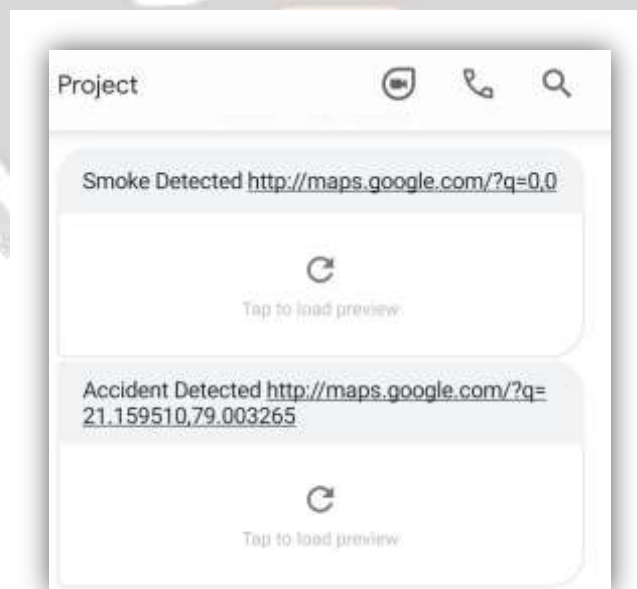 Project
Smoke Detected http://maps.google.com/?q=0,0
Tap to load preview
Accident Detected http://maps.google.com/?q=
21.159510,79.003265
Tap to load preview